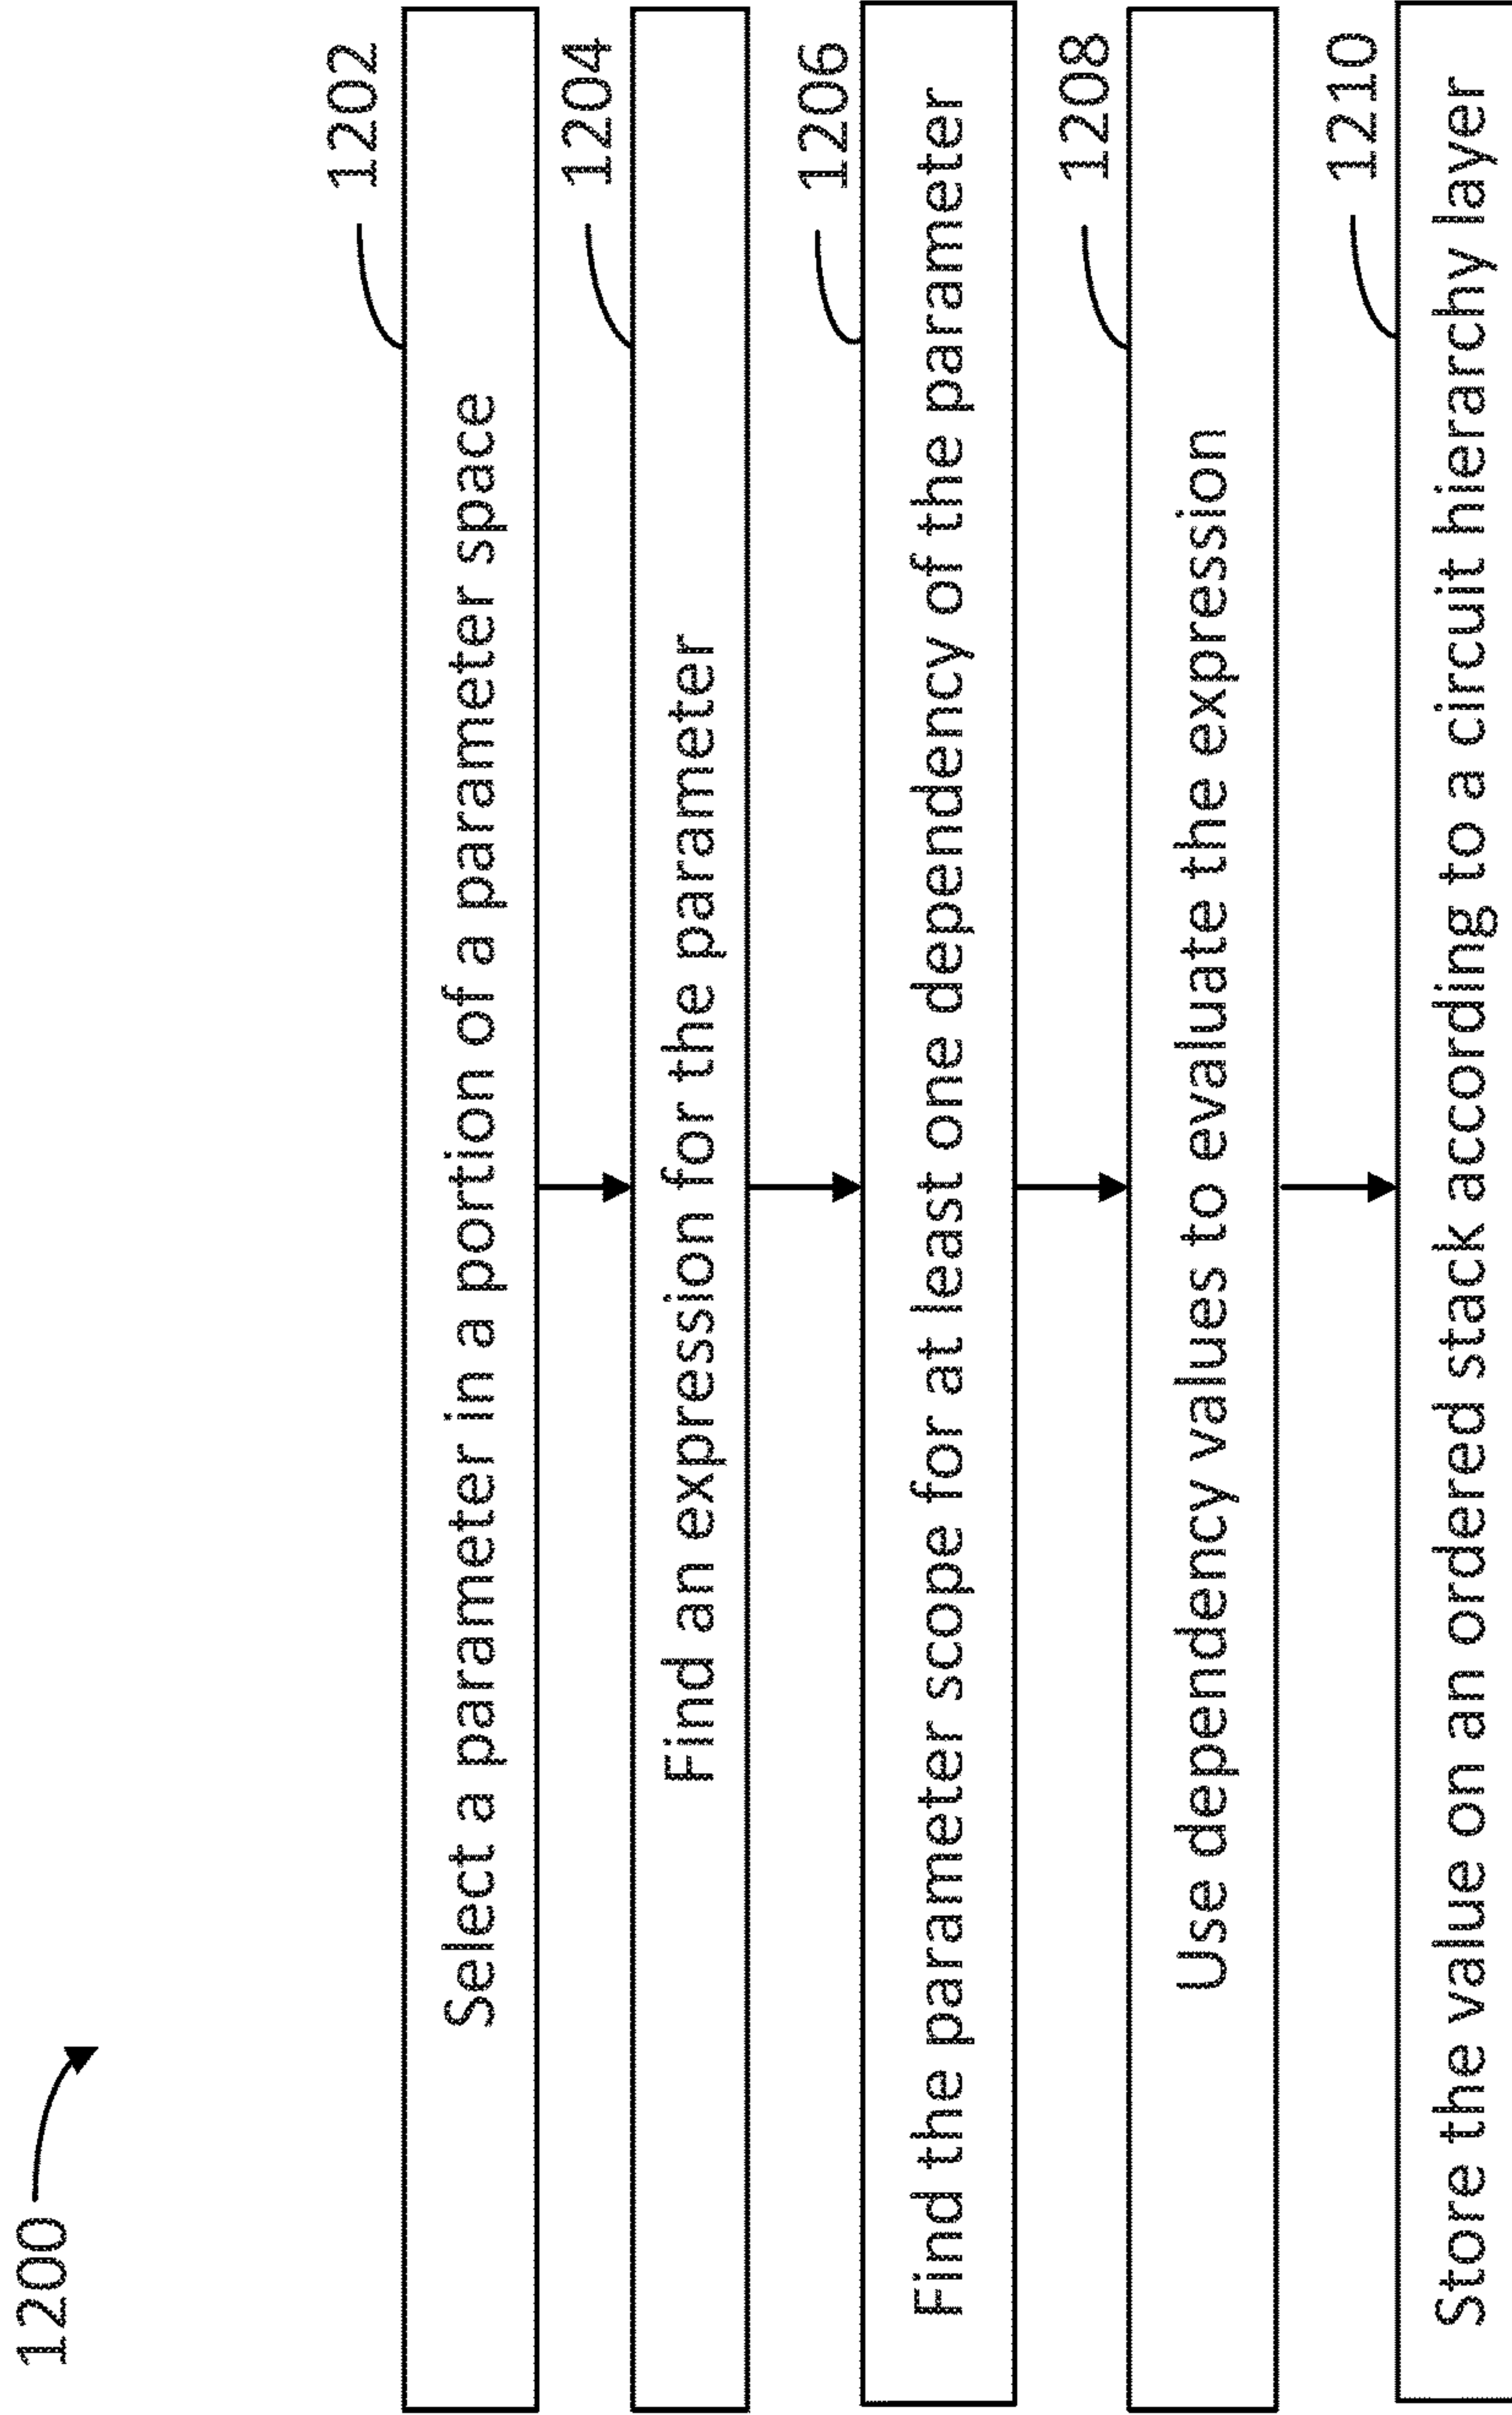 1200
1202
Select a parameter in a portion of a parameter space
1204
Find an expression for the parameter
1206
Find the parameter scope for at least one dependency of the parameter
1208
Use dependency values to evaluate the expression
1210
Store the value on an ordered stack according to a circuit hierarchy layer